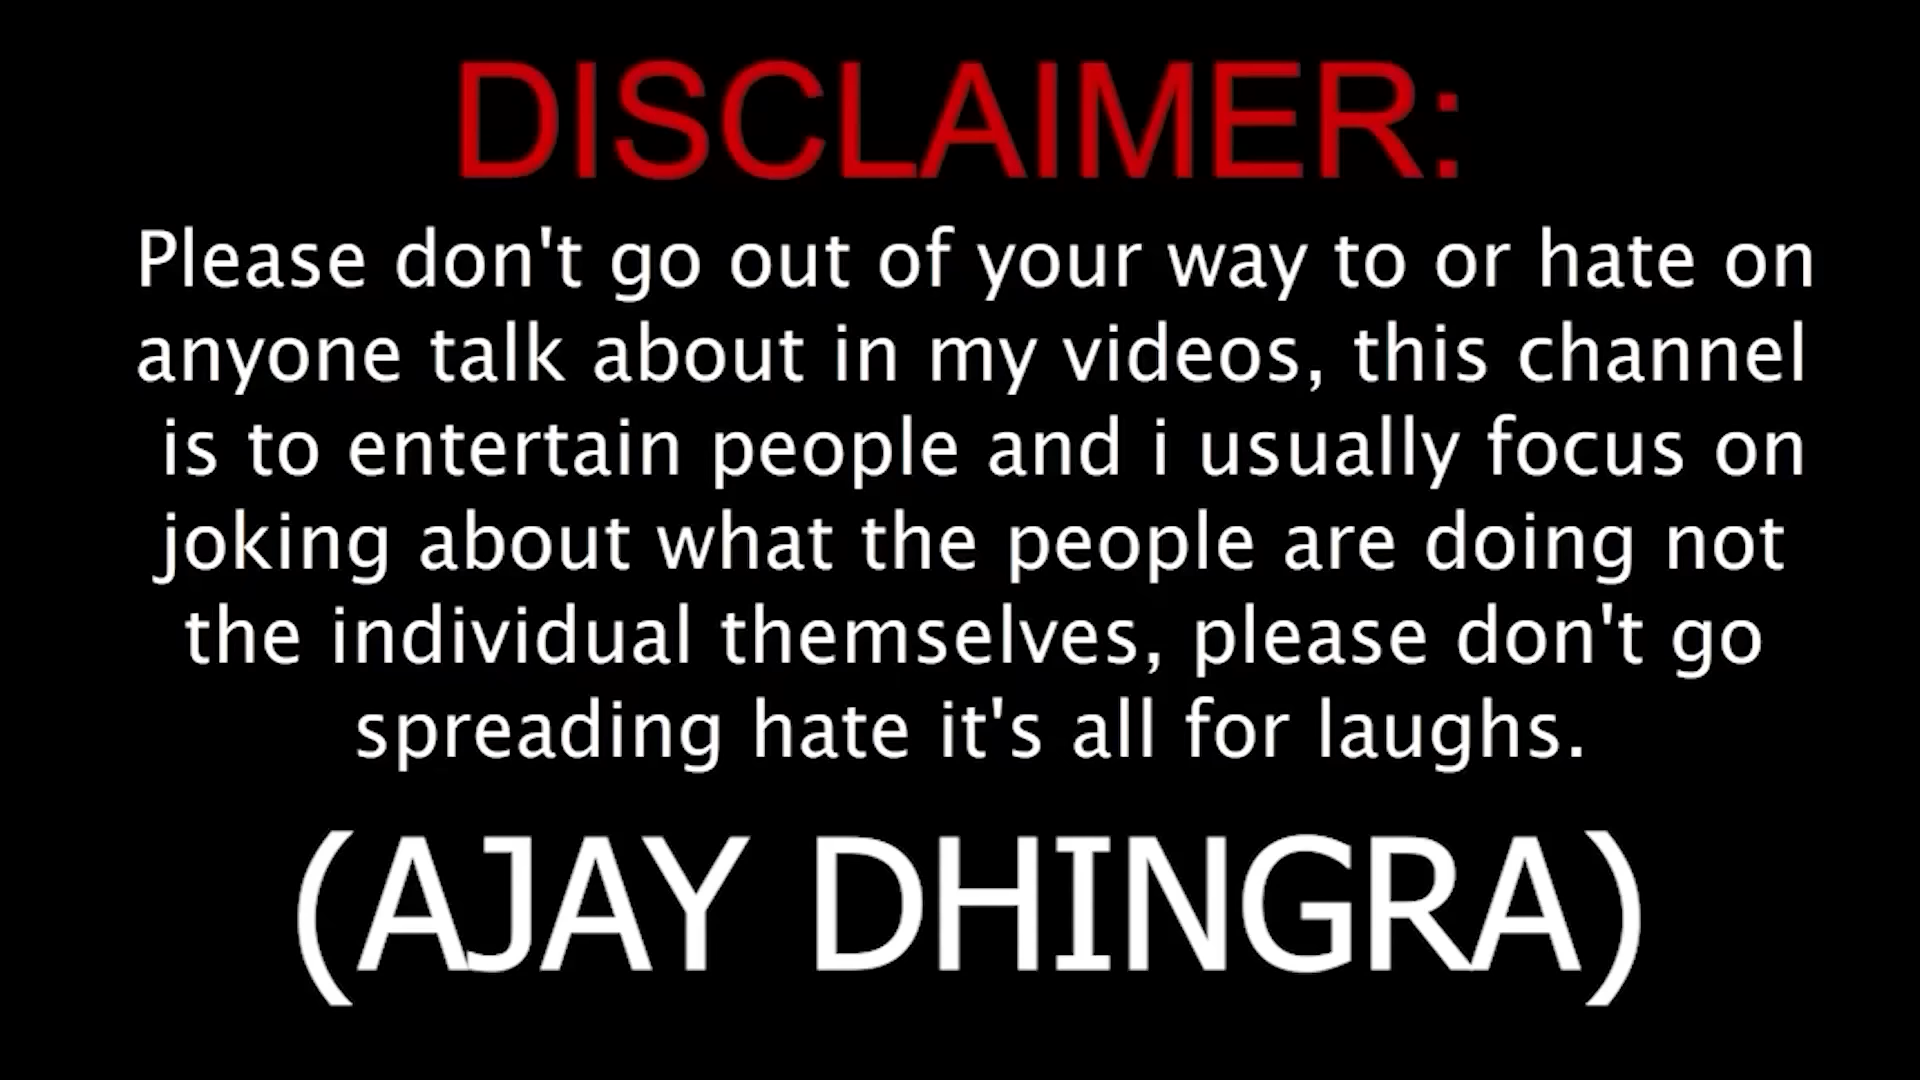 DISCLAIMER:
Please don't go out of your way to or hate on
anyone talk about in my videos, this channel
is to entertain people and i usually focus on
joking about what the people are doing not
the individual themselves, please don't go
spreading hate it's all for laughs.
(AJAY DHINGRA)